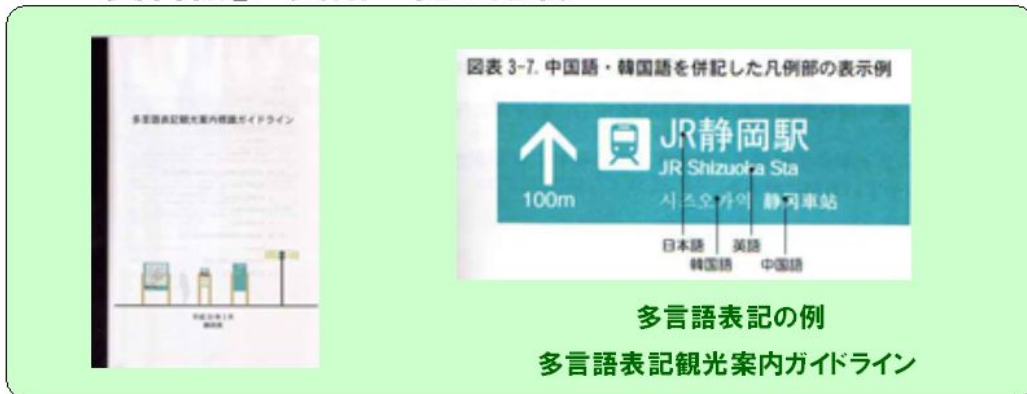 多言語表記観光案内標識ガイドライン
静岡県
図表 3-7. 中国語・韓国語を併記した凡例部の表示例
JR静岡駅
JR Shizuoka Sta
100m
시즈오카역 静冈車站
日本語 英語
韓国語 中国語
多言語表記の例
多言語表記観光案内ガイドライン